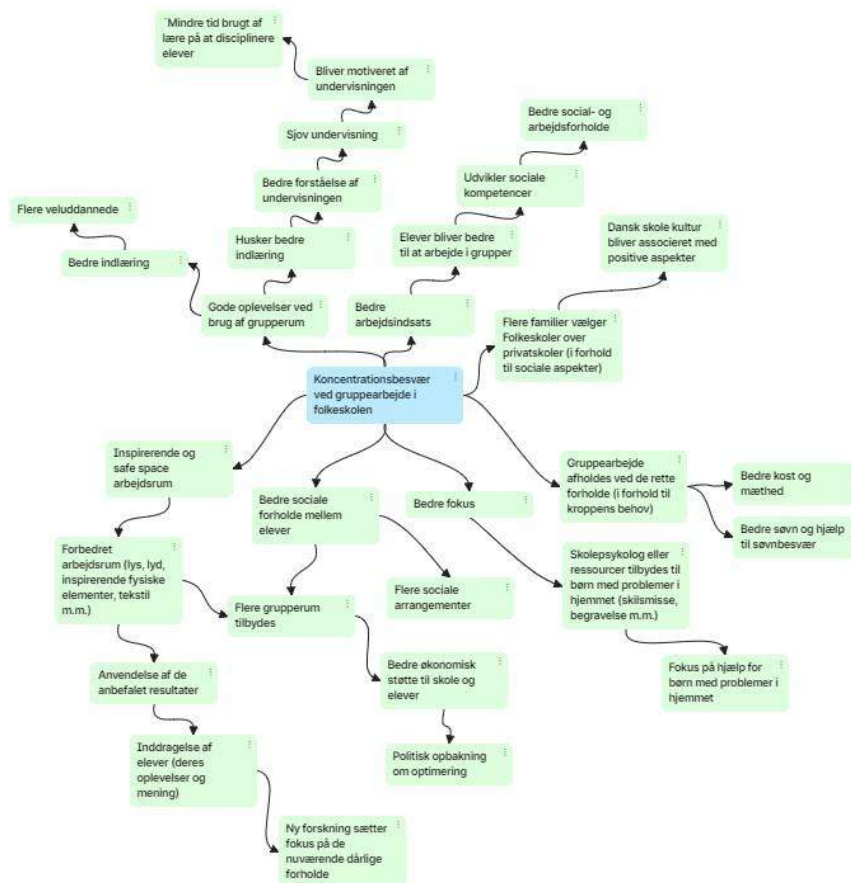 ´Mindre tid brugt af
lære på at disciplinere
elever
Bliver motiveret af
undervisningen
Sjov undervisning
Bedre forståelse af
undervisningen
Husker bedre
indlæring
Flere veluddannede
Bedre indlæring
Gode oplevelser ved
brug af grupperum
Bedre social- og
arbejdsforholde
Udvikler sociale
kompetencer
Elever bliver bedre
til at arbejde i grupper
Bedre
arbejdsindsats
Dansk skole kultur
bliver associeret med
positive aspekter
Flere familier vælger
Folkeskoler over
privatskoler (i forhold
til sociale aspekter)
Koncentrationsbesvær
ved gruppearbejde i
folkeskolen
Inspirerende og
safe space
arbejdsrum
Forbedret
arbejdsrum (lys, lyd,
inspirerende fysiske
elementer, tekstil
m.m.)
Anvendelse af de
anbefalet resultater
Inddragelse af
elever (deres
oplevelser og
mening)
Ny forskning sætter
fokus på de
nuværende dårlige
forholde
Bedre sociale
forholde mellem
elever
Flere grupperum
tilbydes
Flere sociale
arrangementer
Bedre økonomisk
støtte til skole og
elever
Politisk opbakning
om optimering
Bedre fokus
Skolepsykolog eller
ressourcer tilbydes til
børn med problemer i
hjemmet (skilsmisse,
begravelse m.m.)
Fokus på hjælp for
børn med problemer i
hjemmet
Gruppearbejde
afholdes ved de rette
forholde (i forhold til
kroppens behov)
Bedre kost og
mæthed
Bedre søvn og hjælp
til søvnbesvær